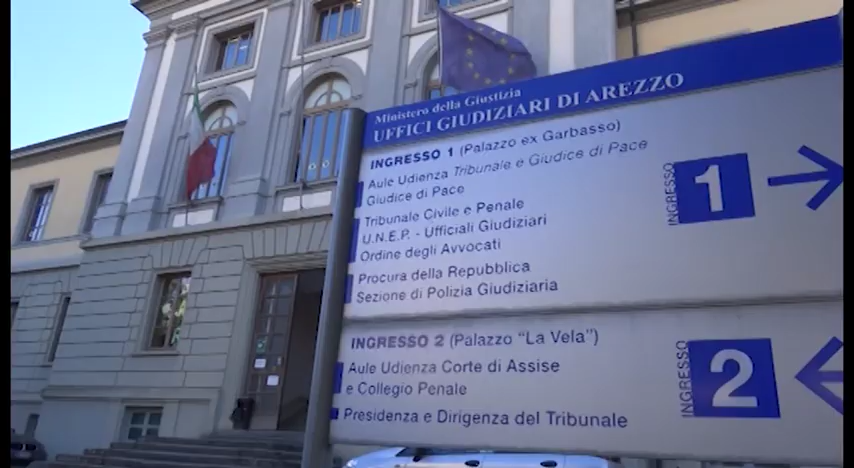 Ministero della Giustizia
UFFICI GIUDIZIARI DI AREZZO
INGRESSO 1 (Palazzo ex Garbasso)
Aule Udienza Tribunale e Giudice di Pace
Giudice di Pace
Tribunale Civile e Penale
U.N.E.P. - Ufficiali Giudiziari
Ordine degli Avvocati
Procura della Repubblica
Sezione di Polizia Giudiziaria
INGRESSO
1
INGRESSO 2 (Palazzo "La Vela")
Aule Udienza Corte di Assise
e Collegio Penale
Presidenza e Dirigenza del Tribunale
INGRESSO
2